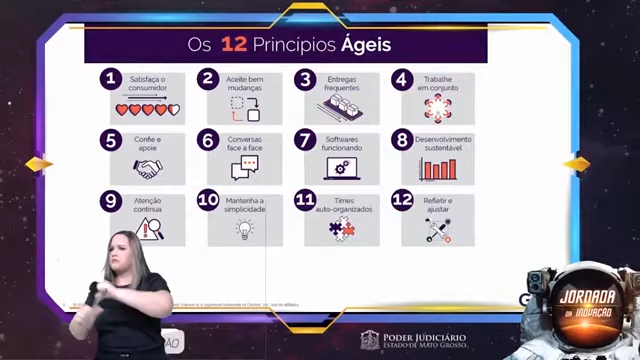 Os 12 Princípios Ágeis
1
Satisfaça o
consumidor
2
Aceite bem
mudanças
3
Entregas
frequentes
4
Trabalhe
em conjunto
5
Confie e
apoie
6
Conversas
face a face
7
Softwares
funcionando
8
Desenvolvimento
sustentável
9
Atenção
contínua
10
Mantenha a
simplicidade
11
Times
auto-organizados
12
Refletir e
ajustar
JORNADA
DA INOVAÇÃO
PODER JUDICIÁRIO
ESTADO DE MATO GROSSO